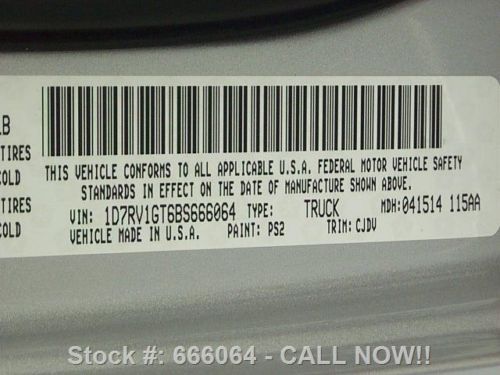 LB
TIRES
COLD
TIRES
COLD
THIS VEHICLE CONFORMS TO ALL APPLICABLE U.S.A. FEDERAL MOTOR VEHICLE SAFETY
STANDARDS IN EFFECT ON THE DATE OF MANUFACTURE SHOWN ABOVE.
VIN: 1D7RV1GT6BS666064 TYPE: TRUCK MDH:041514 115AA
VEHICLE MADE IN U.S.A. PAINT: PS2 TRIM: CJDV
Stock #: 666064 - CALL NOW!!